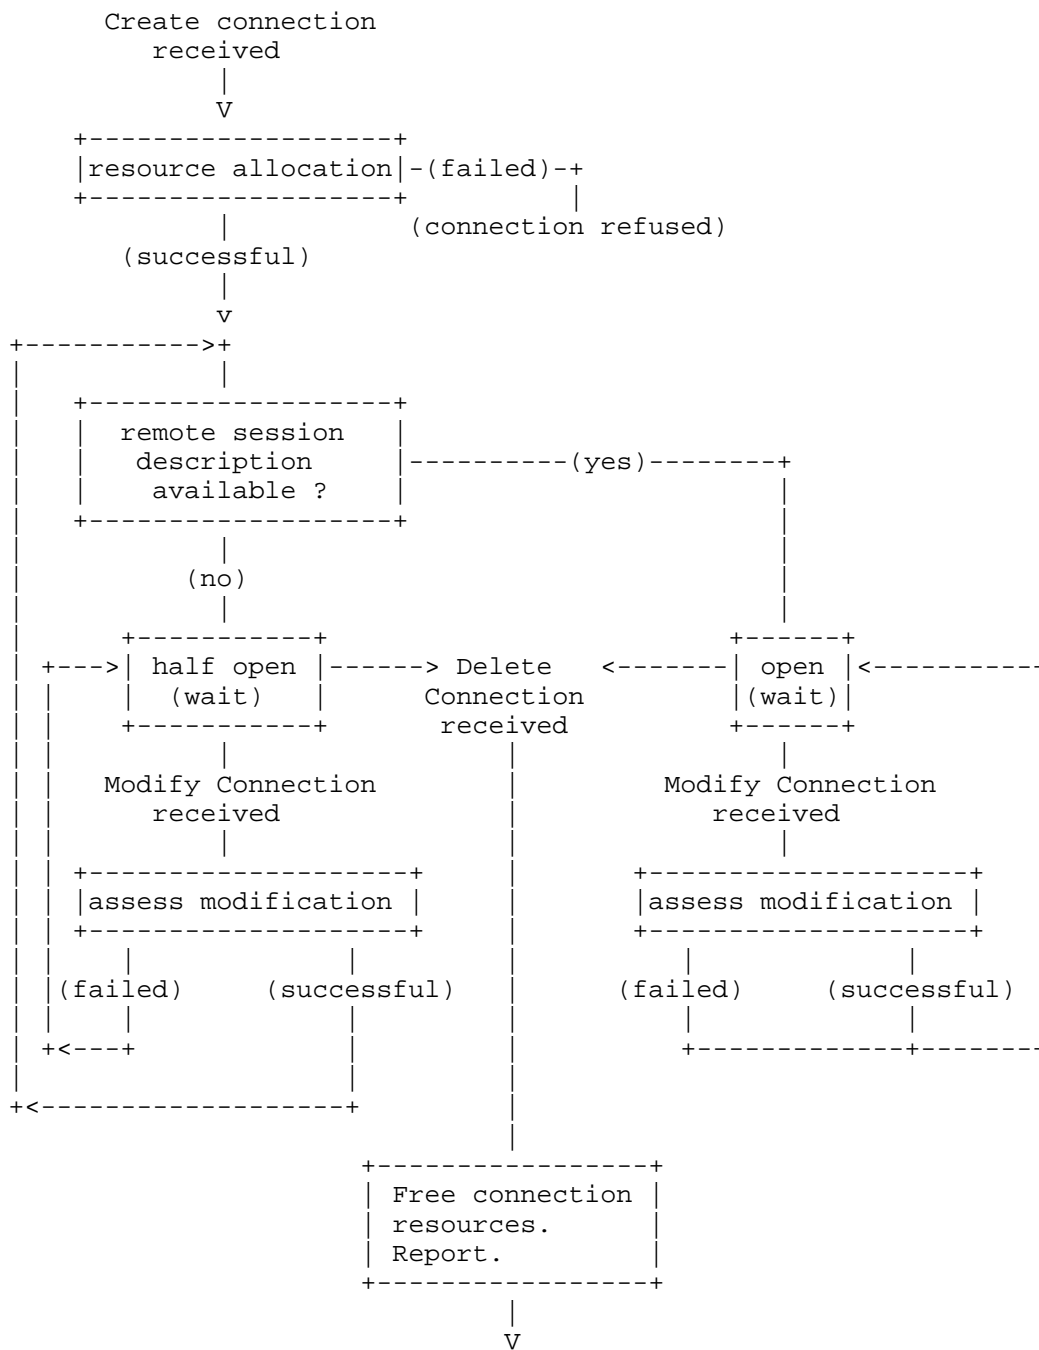 Create connection
received
V
resource allocation -(failed)-+
(connection refused)
(successful)
v
remote session
description (yes)
available ?
(no)
half open Delete open
(wait) Connection (wait)
received
Modify Connection Modify Connection
received received
assess modification assess modification
(failed) (successful) (failed) (successful)
Free connection
resources.
Report.
V